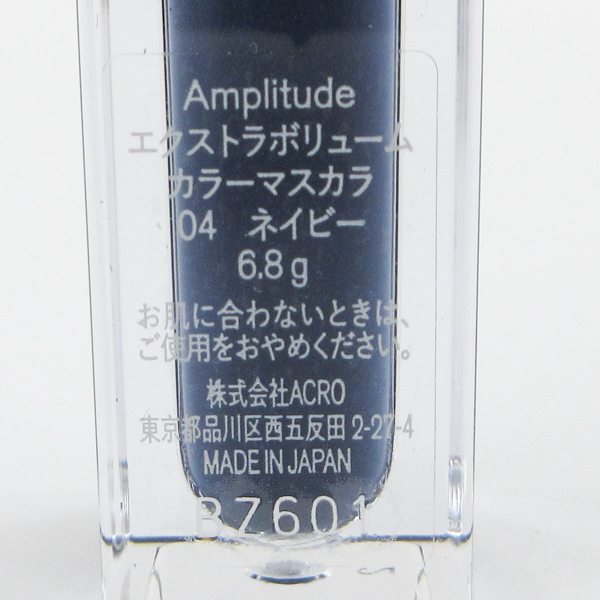 Amplitude
エクストラボリューム
カラーマスカラ
04 ネイビー
6.8g
お肌に合わないときは、
ご使用をおやめください。
株式会社ACRO
東京都品川区西五反田 2-27-4
MADE IN JAPAN
37601